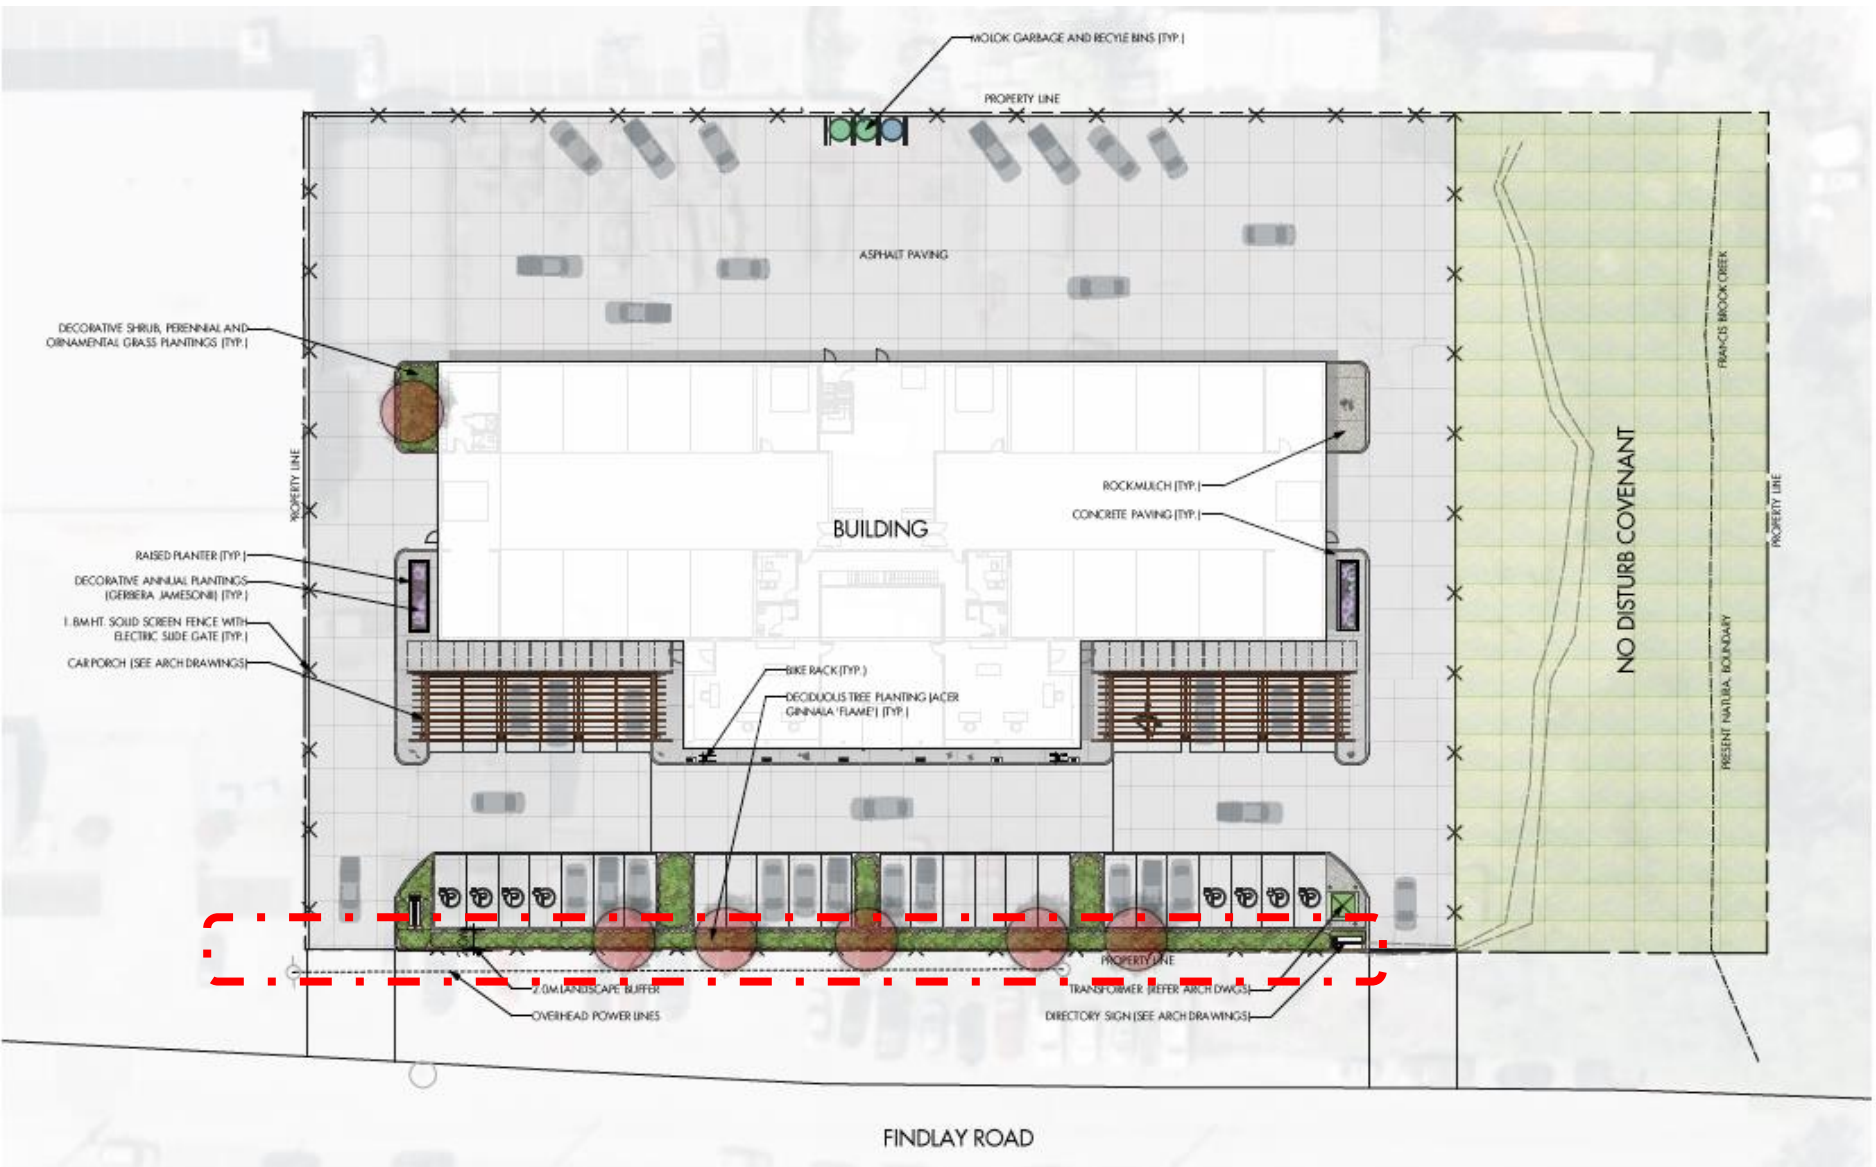 MOLOK GARBAGE AND RECYLE BINS (TYP.)
PROPERTY LINE
ASPHALT PAVING
DECORATIVE SHRUB, PERENNIAL AND
ORNAMENTAL GRASS PLANTINGS (TYP.)
FRANCIS BROOK CREEK
PROPERTY LINE
ROCK MULCH (TYP.)
CONCRETE PAVING (TYP.)
BUILDING
NO DISTURB COVENANT
PROPERTY LINE
RAISED PLANTER (TYP.)
DECORATIVE ANNUAL PLANTINGS
(GERBERA JAMESONII) (TYP.)
1.8M HT. SOLID SCREEN FENCE WITH
ELECTRIC SLIDE GATE (TYP.)
CAR PORCH (SEE ARCH DRAWINGS)
BIKE RACK (TYP.)
DECIDUOUS TREE PLANTING (ACER
GINNALA 'FLAME') (TYP.)
PRESENT NATURAL BOUNDARY
PROPERTY LINE
2.0M LANDSCAPE BUFFER
TRANSFORMER (REFER ARCH DWGS)
OVERHEAD POWER LINES
DIRECTORY SIGN (SEE ARCH DRAWINGS)
FINDLAY ROAD